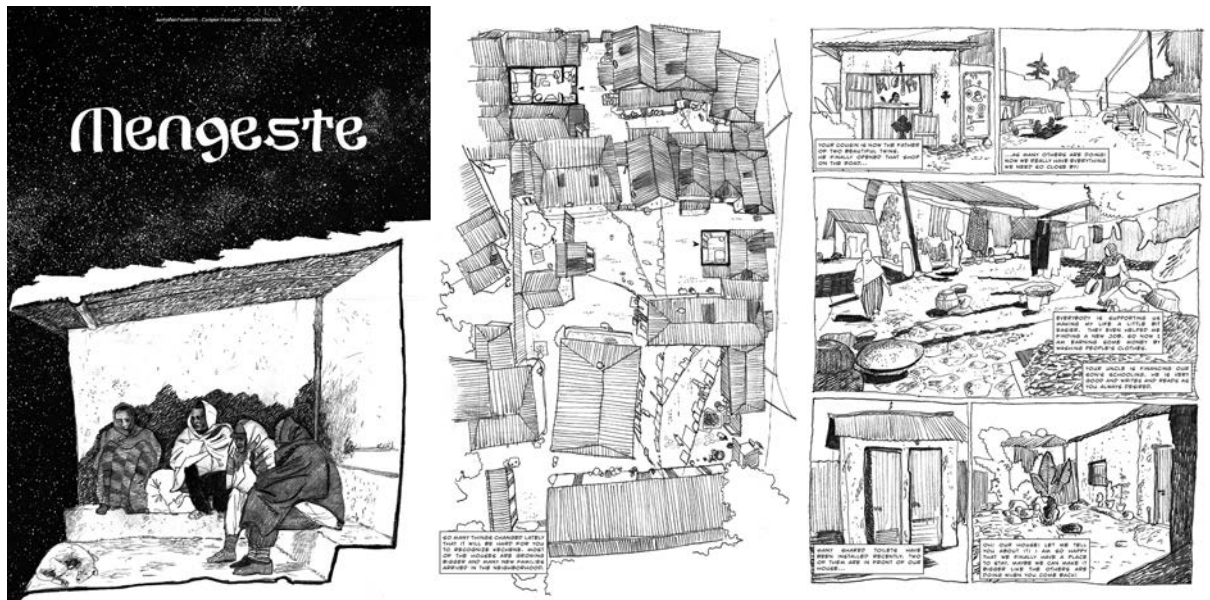 Mengeste
SO MANY THINGS CHANGED LATELY
THAT IT WILL BE HARD FOR YOU
TO RECOGNIZE KECHENE. MOST
OF THE HOUSES ARE GROWING
BIGGER AND MANY NEW FAMILIES
ARRIVED IN THE NEIGHBORHOOD.
YOUR COUSIN IS NOW THE FATHER
OF TWO BEAUTIFUL TWINS.
HE FINALLY OPENED THAT SHOP
ON THE ROAD...
...AS MANY OTHERS ARE DOING!
NOW WE REALLY HAVE EVERYTHING
WE NEED SO CLOSE BY!
EVERYBODY IS SUPPORTING US
MAKING MY LIFE A LITTLE BIT
EASIER. THEY EVEN HELPED ME
FINDING A NEW JOB. SO NOW I
AM EARNING SOME MONEY BY
WASHING PEOPLE'S CLOTHES.
YOUR UNCLE IS FINANCING OUR
SON'S SCHOOLING. HE IS VERY
GOOD AND WRITES AND READS AS
YOU ALWAYS DESIRED.
MANY SHARED TOILETS HAVE
BEEN INSTALLED RECENTLY. TWO
OF THEM ARE IN FRONT OF OUR
HOUSE...
OH! OUR HOUSE! LET ME TELL
YOU ABOUT IT! I AM SO HAPPY
THAT WE FINALLY HAVE A PLACE
TO STAY. MAYBE WE CAN MAKE IT
BIGGER LIKE THE OTHERS ARE
DOING WHEN YOU COME BACK!